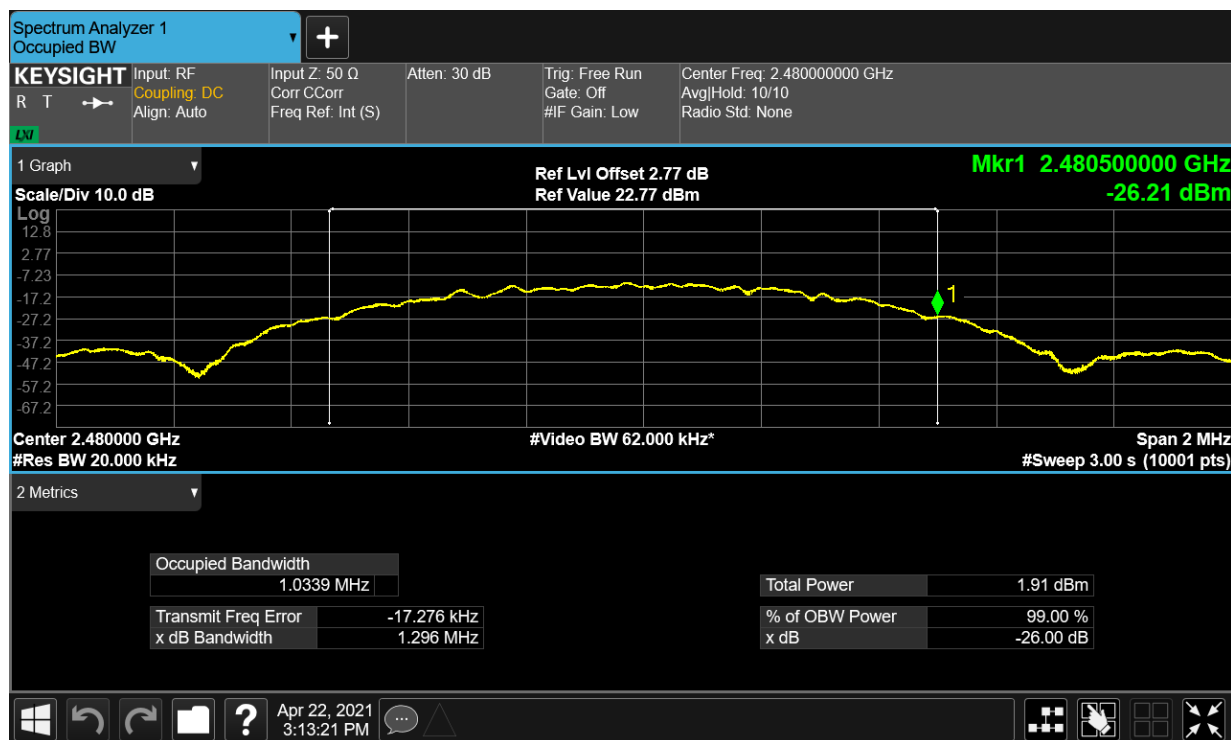 Spectrum Analyzer 1
Occupied BW
KEYSIGHT Input: RF Input Z: 50 Ω Atten: 30 dB Trig: Free Run Center Freq: 2.480000000 GHz
R T Coupling: DC Corr CCorr Gate: Off Avg|Hold: 10/10
Align: Auto Freq Ref: Int (S) #IF Gain: Low Radio Std: None
LXI
1 Graph Ref Lvl Offset 2.77 dB Mkr1 2.480500000 GHz
Scale/Div 10.0 dB Ref Value 22.77 dBm -26.21 dBm
Log
12.8
2.77
-7.23
-17.2
1
-27.2
-37.2
-47.2
-57.2
-67.2
Center 2.480000 GHz #Video BW 62.000 kHz* Span 2 MHz
#Res BW 20.000 kHz #Sweep 3.00 s (10001 pts)
2 Metrics
Occupied Bandwidth
1.0339 MHz Total Power 1.91 dBm
Transmit Freq Error -17.276 kHz % of OBW Power 99.00 %
x dB Bandwidth 1.296 MHz x dB -26.00 dB
? Apr 22, 2021
3:13:21 PM